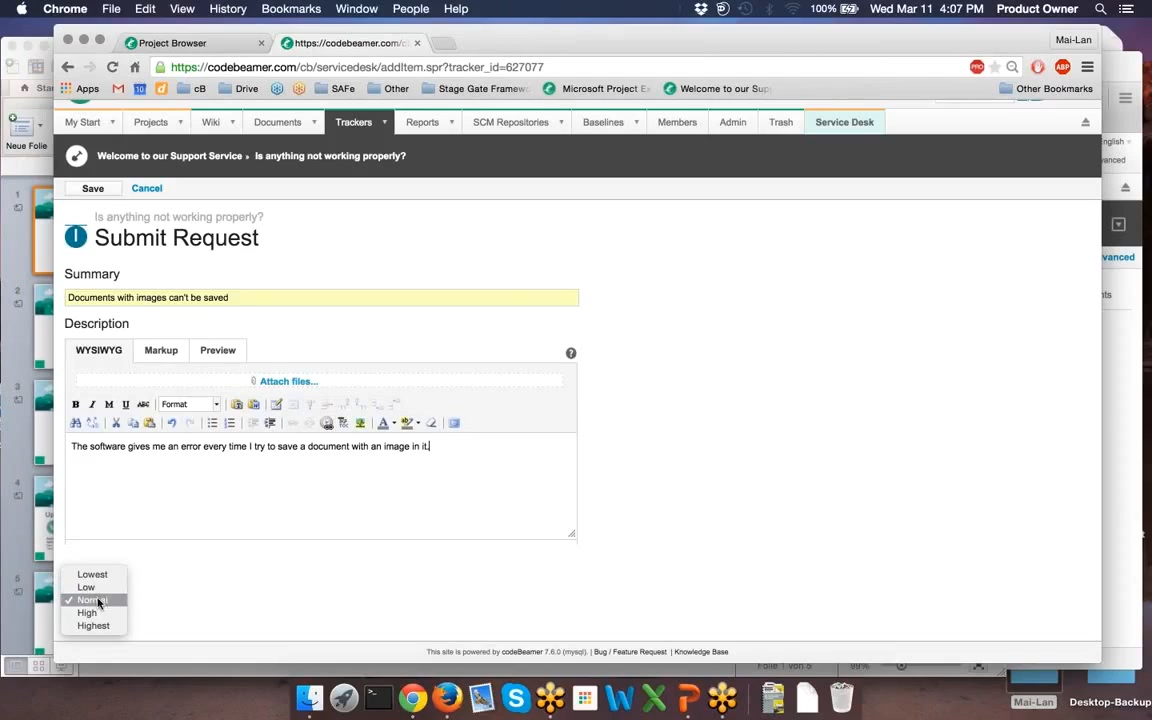 Chrome File Edit View History Bookmarks Window People Help 100% Wed Mar 11 4:07 PM Product Owner
Project Browser https://codebeamer.com/c Mai-Lan
https://codebeamer.com/cb/servicedesk/addItem.spr?tracker_id=627077
Apps cB Drive SAFe Other Stage Gate Framew Microsoft Project E Welcome to our Sup Other Bookmarks
My Start Projects Wiki Documents Trackers Reports SCM Repositories Baselines Members Admin Trash Service Desk
Neue Folie
Welcome to our Support Service » Is anything not working properly?
Save Cancel
Is anything not working properly?
Submit Request
Summary
Documents with images can't be saved
Description
WYSIWYG Markup Preview
Attach files...
B I M U ABC Format
The software gives me an error every time I try to save a document with an image in it.
Lowest
Low
High
Highest
This site is powered by codeBeamer 7.6.0 (mysql). | Bug / Feature Request | Knowledge Base
Mai-Lan Desktop-Backup
1
2
3
4
5